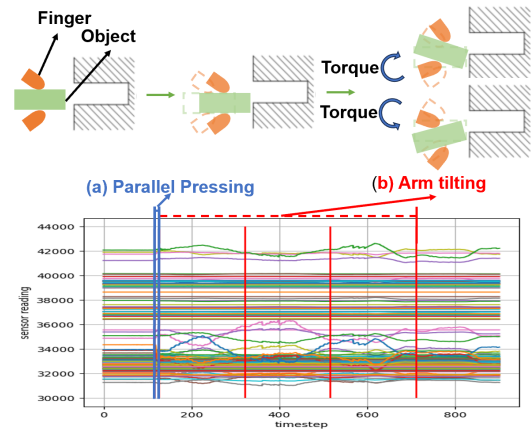 Finger
Object
Torque
Torque
(a) Parallel Pressing
(b) Arm tilting
44000
42000
40000
38000
36000
34000
32000
30000
sensor reading
0 200 400 600 800
timestep